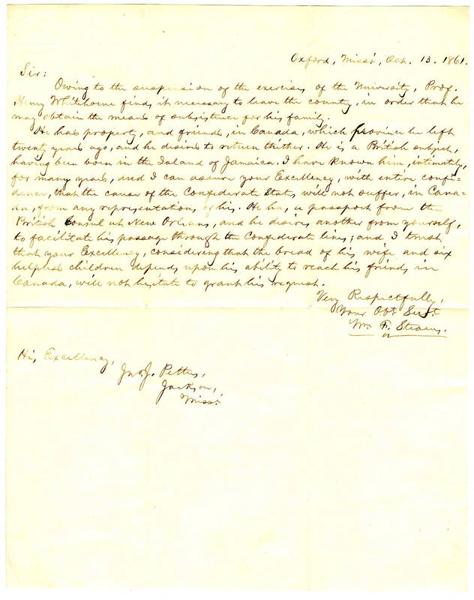 Oxford, Miss: Oct. 13. 1861.
Sir:
Owing to the suspension of the exercises of the University, Prof.
Henry Whitehorne finds it necessary to leave the country, in order that he
may obtain the means of subsistence for his family.
He has property, and friends, in Canada, which province he left
twenty years ago, and he desires to return thither. He is a British subject,
having been born in the Island of Jamaica. I have known him, intimately,
for many years, and I can assure your Excellency, with entire confi-
dence, that the cause of the Confederate States will not suffer, in Cana-
da, from any representations of his. He has a passport from the
British Consul at New Orleans, and he desires another from yourself,
to facilitate his passage through the Confederate lines; and I trust
that your Excellency, considering that the bread of his wife and six
helpless children depends upon his ability to reach his friends in
Canada, will not hesitate to grant his request.
Very Respectfully,
Your Obt Sevt
Wm F. Stearns.
His Excellency,
Jno J. Pettus,
Jackson,
Miss: